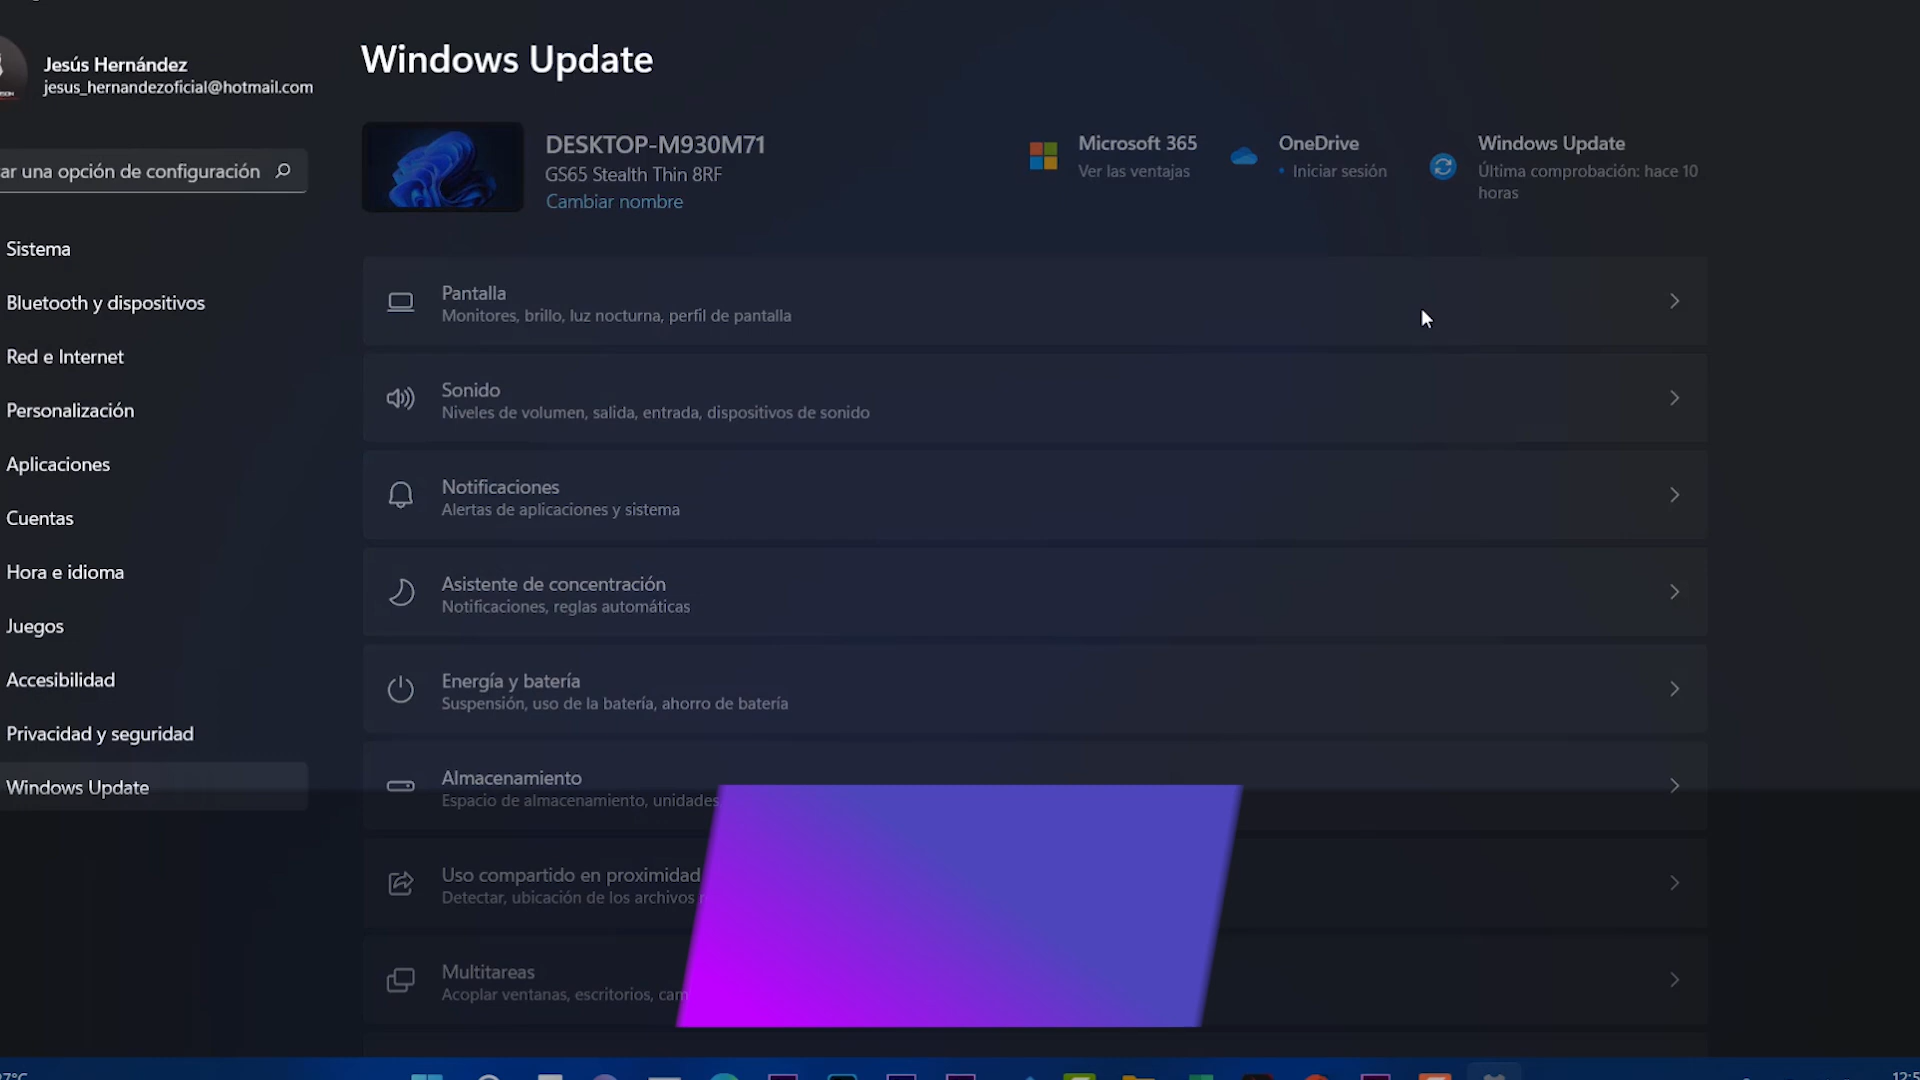 Jesús Hernández
jesus_hernandezoficial@hotmail.com
ar una opción de configuración
Sistema
Bluetooth y dispositivos
Red e Internet
Personalización
Aplicaciones
Cuentas
Hora e idioma
Juegos
Accesibilidad
Privacidad y seguridad
Windows Update
Windows Update
DESKTOP-M930M71
GS65 Stealth Thin 8RF
Cambiar nombre
Microsoft 365
Ver las ventajas
OneDrive
• Iniciar sesión
Windows Update
Última comprobación: hace 10
horas
Pantalla
Monitores, brillo, luz nocturna, perfil de pantalla
Sonido
Niveles de volumen, salida, entrada, dispositivos de sonido
Notificaciones
Alertas de aplicaciones y sistema
Asistente de concentración
Notificaciones, reglas automáticas
Energía y batería
Suspensión, uso de la batería, ahorro de batería
Almacenamiento
Espacio de almacenamiento, unidades
Uso compartido en proximidad
Detectar, ubicación de los archivos
Multitareas
Acoplar ventanas, escritorios, cam